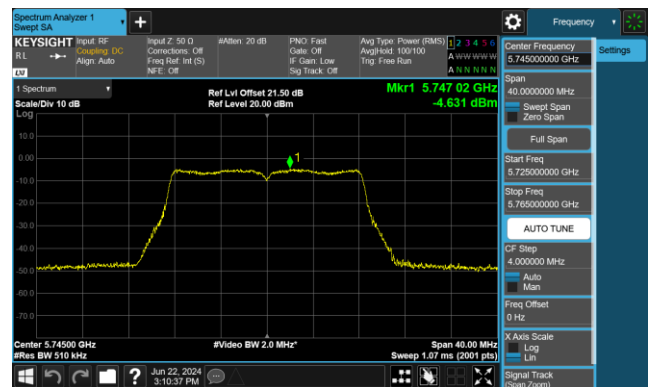 Spectrum Analyzer 1
Swept SA
Frequency
KEYSIGHT
RL
LXI
Input: RF
Coupling: DC
Align: Auto
Input Z: 50 Ω
Corrections: Off
Freq Ref: Int (S)
NFE: Off
#Atten: 20 dB
PNO: Fast
Gate: Off
IF Gain: Low
Sig Track: Off
Avg Type: Power (RMS)
Avg|Hold: 100/100
Trig: Free Run
1 2 3 4 5 6
A W W W W W
A N N N N N
1 Spectrum
Scale/Div 10 dB
Log
Ref Lvl Offset 21.50 dB
Ref Level 20.00 dBm
Mkr1 5.747 02 GHz
-4.631 dBm
10.0
0.00
-10.0
-20.0
-30.0
-40.0
-50.0
-60.0
-70.0
1
Center 5.74500 GHz
#Res BW 510 kHz
#Video BW 2.0 MHz*
Span 40.00 MHz
Sweep 1.07 ms (2001 pts)
Center Frequency
5.745000000 GHz
Settings
Span
40.0000000 MHz
Swept Span
Zero Span
Full Span
Start Freq
5.725000000 GHz
Stop Freq
5.765000000 GHz
AUTO TUNE
CF Step
4.000000 MHz
Auto
Man
Freq Offset
0 Hz
X Axis Scale
Log
Lin
Signal Track
(Span Zoom)
?
Jun 22, 2024
3:10:37 PM